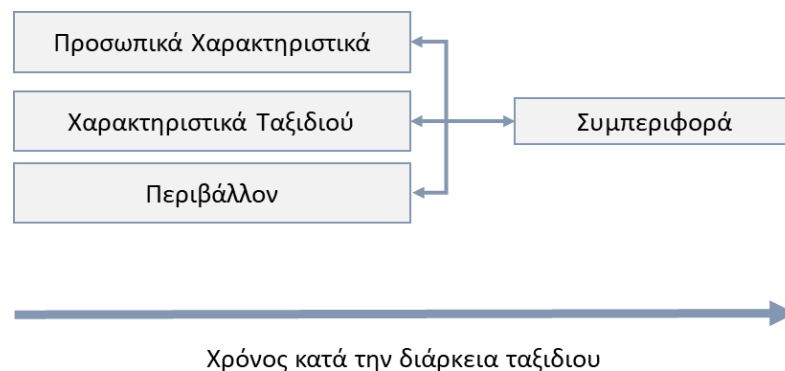 Προσωπικά Χαρακτηριστικά
Χαρακτηριστικά Ταξιδιού
Συμπεριφορά
Περιβάλλον
Χρόνος κατά την διάρκεια ταξιδιου